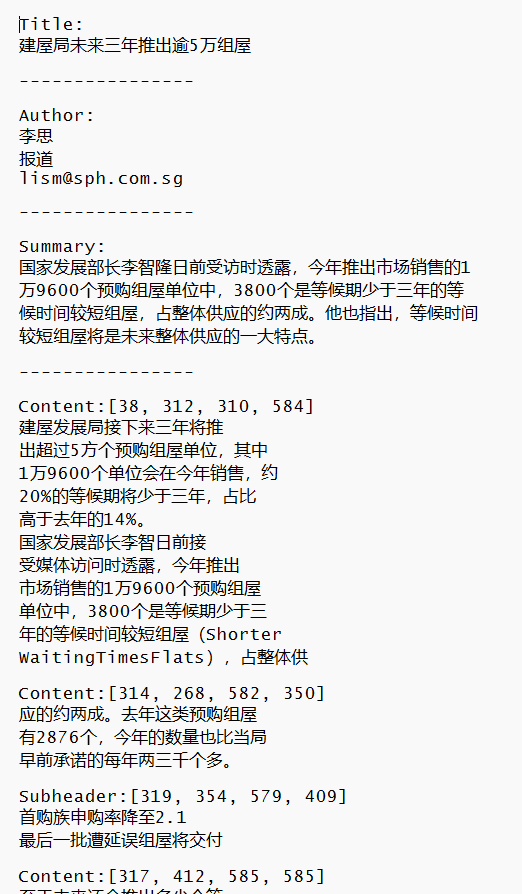 Title:
建屋局未来三年推出逾5万组屋
----------------
Author:
李思
报道
lism@sph.com.sg
----------------
Summary:
国家发展部长李智隆日前受访时透露，今年推出市场销售的1
万9600个预购组屋单位中，3800个是等候期少于三年的等
候时间较短组屋，占整体供应的约两成。他也指出，等候时间
较短组屋将是未来整体供应的一大特点。
----------------
Content:[38, 312, 310, 584]
建屋发展局接下来三年将推
出超过5方个预购组屋单位，其中
1万9600个单位会在今年销售，约
20%的等候期将少于三年，占比
高于去年的14%。
国家发展部长李智日前接
受媒体访问时透露，今年推出
市场销售的1万9600个预购组屋
单位中，3800个是等候期少于三
年的等候时间较短组屋（Shorter
WaitingTimesFlats），占整体供
Content:[314, 268, 582, 350]
应的约两成。去年这类预购组屋
有2876个，今年的数量也比当局
早前承诺的每年两三千个多。
Subheader:[319, 354, 579, 409]
首购族申购率降至2.1
最后一批遭延误组屋将交付
Content:[317, 412, 585, 585]